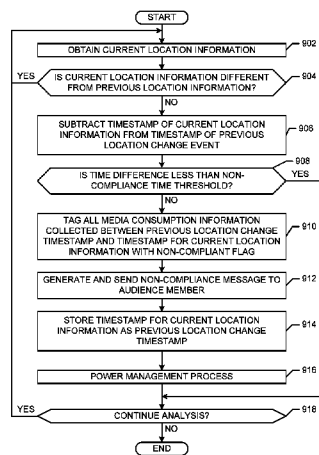 START
OBTAIN CURRENT LOCATION INFORMATION
902
YES
IS CURRENT LOCATION INFORMATION DIFFERENT
FROM PREVIOUS LOCATION INFORMATION?
904
NO
SUBTRACT TIMESTAMP OF CURRENT LOCATION
INFORMATION FROM TIMESTAMP OF PREVIOUS
LOCATION CHANGE EVENT
906
908
IS TIME DIFFERENCE LESS THAN NON-
COMPLIANCE TIME THRESHOLD?
YES
NO
TAG ALL MEDIA CONSUMPTION INFORMATION
COLLECTED BETWEEN PREVIOUS LOCATION CHANGE
TIMESTAMP AND TIMESTAMP FOR CURRENT LOCATION
INFORMATION WITH NON-COMPLIANT FLAG
910
GENERATE AND SEND NON-COMPLIANCE MESSAGE TO
AUDIENCE MEMBER
912
STORE TIMESTAMP FOR CURRENT LOCATION
INFORMATION AS PREVIOUS LOCATION CHANGE
TIMESTAMP
914
POWER MANAGEMENT PROCESS
916
YES
CONTINUE ANALYSIS?
918
NO
END